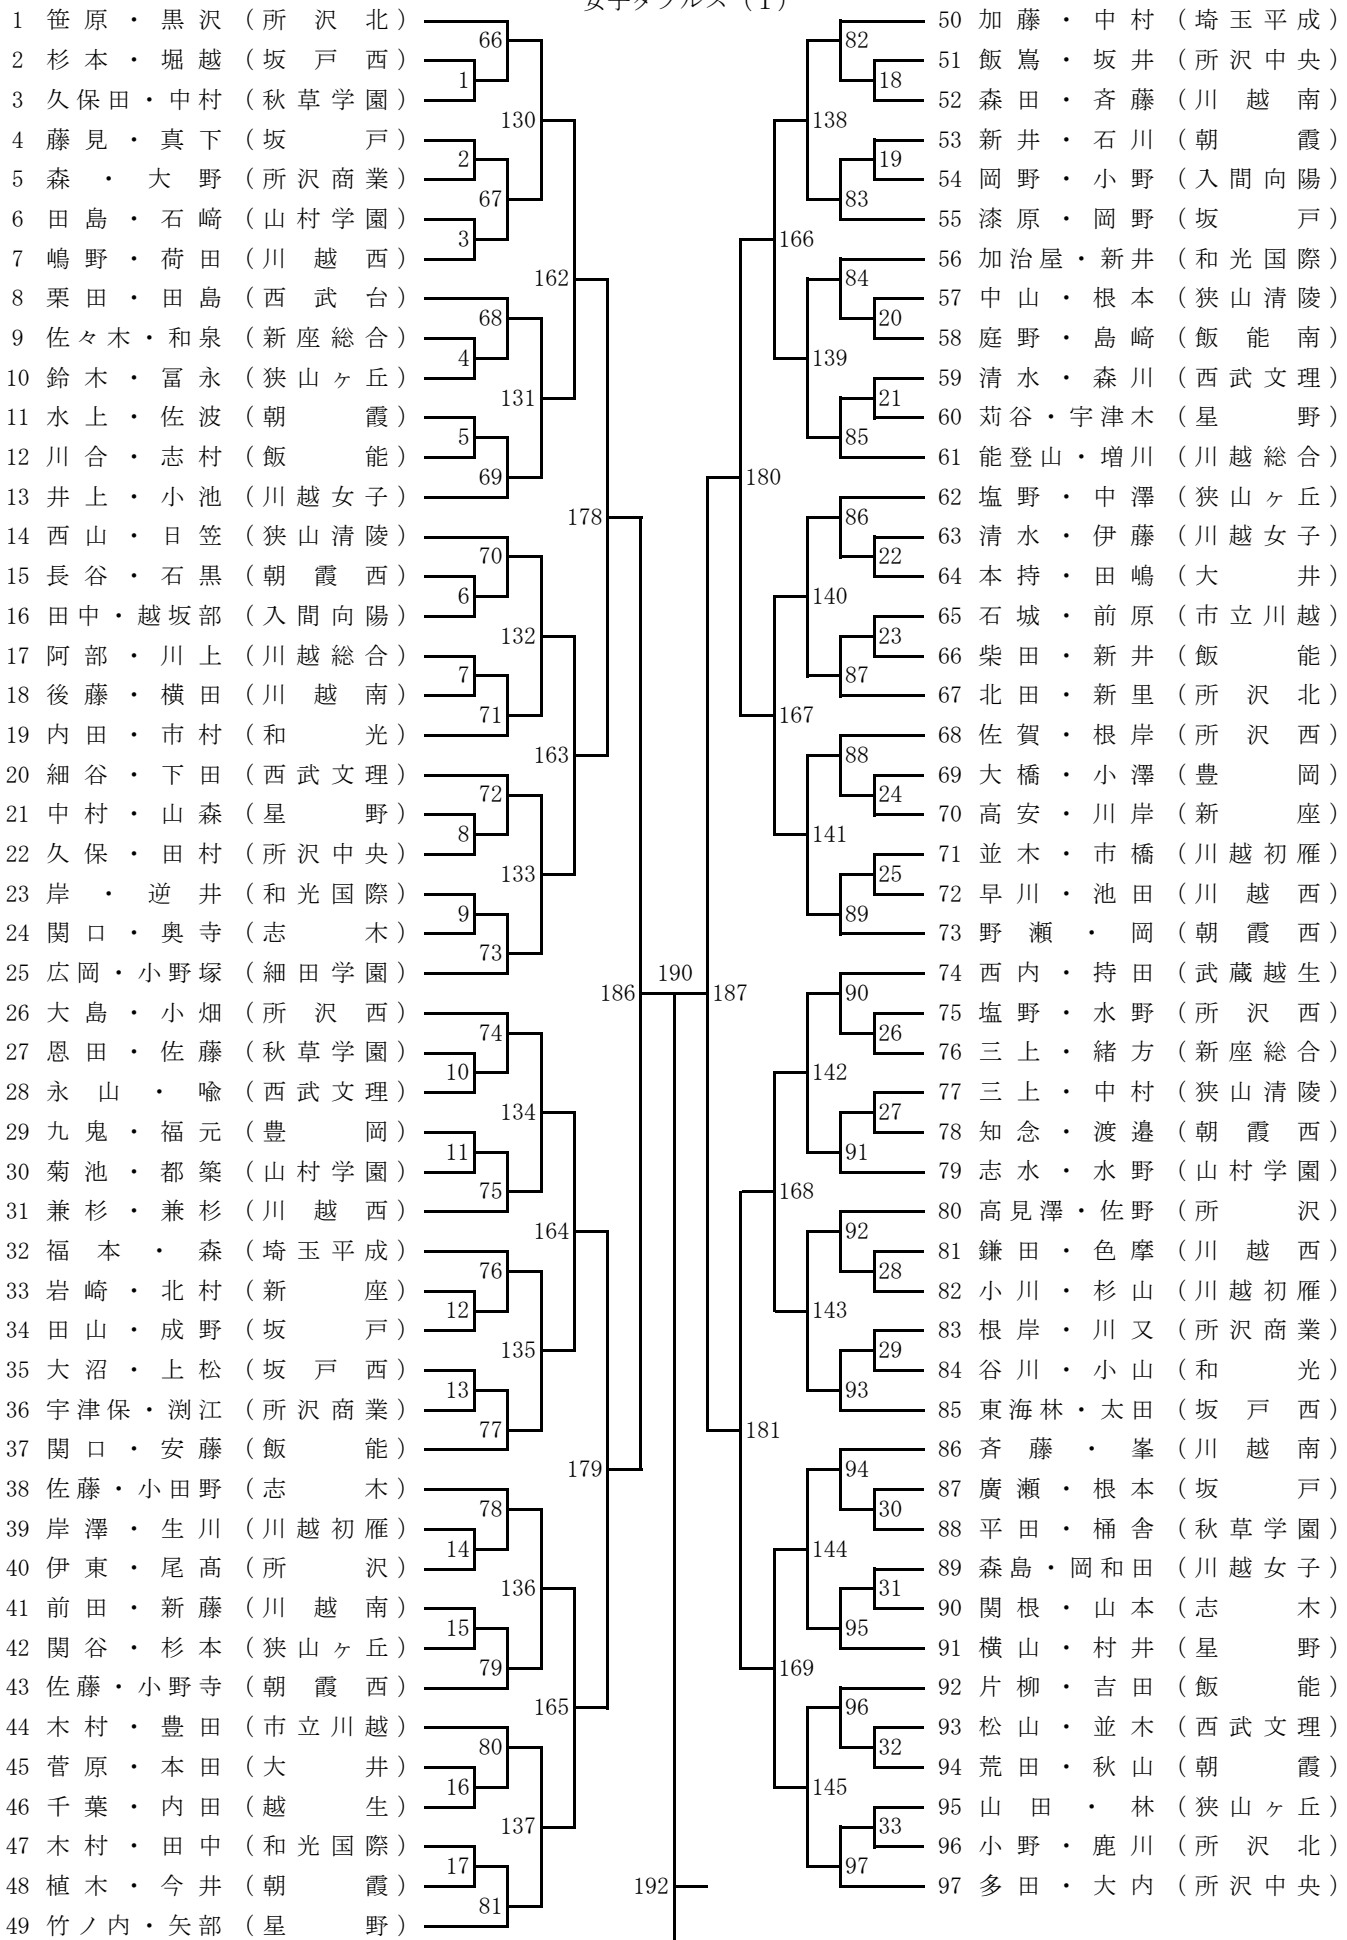 女子ダブルス（１）
1 笹原・黒沢（所沢北）
2 杉本・堀越（坂戸西）
3 久保田・中村（秋草学園）
4 藤見・真下（坂戸）
5 森・大野（所沢商業）
6 田島・石﨑（山村学園）
7 嶋野・荷田（川越西）
8 栗田・田島（西武台）
9 佐々木・和泉（新座総合）
10 鈴木・冨永（狭山ヶ丘）
11 水上・佐波（朝霞）
12 川合・志村（飯能）
13 井上・小池（川越女子）
14 西山・日笠（狭山清陵）
15 長谷・石黒（朝霞西）
16 田中・越坂部（入間向陽）
17 阿部・川上（川越総合）
18 後藤・横田（川越南）
19 内田・市村（和光）
20 細谷・下田（西武文理）
21 中村・山森（星野）
22 久保・田村（所沢中央）
23 岸・逆井（和光国際）
24 関口・奥寺（志木）
25 広岡・小野塚（細田学園）
26 大島・小畑（所沢西）
27 恩田・佐藤（秋草学園）
28 永山・喩（西武文理）
29 九鬼・福元（豊岡）
30 菊池・都築（山村学園）
31 兼杉・兼杉（川越西）
32 福本・森（埼玉平成）
33 岩崎・北村（新座）
34 田山・成野（坂戸）
35 大沼・上松（坂戸西）
36 宇津保・渕江（所沢商業）
37 関口・安藤（飯能）
38 佐藤・小田野（志木）
39 岸澤・生川（川越初雁）
40 伊東・尾髙（所沢）
41 前田・新藤（川越南）
42 関谷・杉本（狭山ヶ丘）
43 佐藤・小野寺（朝霞西）
44 木村・豊田（市立川越）
45 菅原・本田（大井）
46 千葉・内田（越生）
47 木村・田中（和光国際）
48 植木・今井（朝霞）
49 竹ノ内・矢部（星野）
66
1
130
2
67
3
162
68
4
131
5
69
178
70
6
132
7
71
163
72
8
133
9
73
186
74
10
134
11
75
164
76
12
135
13
77
179
78
14
136
15
79
165
80
16
137
17
81
190
192
187
82
18
138
19
83
166
84
20
139
21
85
180
86
22
140
23
87
167
88
24
141
25
89
90
26
142
27
91
168
92
28
143
29
93
181
94
30
144
31
95
169
96
32
145
33
97
50 加藤・中村（埼玉平成）
51 飯嶌・坂井（所沢中央）
52 森田・斉藤（川越南）
53 新井・石川（朝霞）
54 岡野・小野（入間向陽）
55 漆原・岡野（坂戸）
56 加治屋・新井（和光国際）
57 中山・根本（狭山清陵）
58 庭野・島﨑（飯能南）
59 清水・森川（西武文理）
60 苅谷・宇津木（星野）
61 能登山・増川（川越総合）
62 塩野・中澤（狭山ヶ丘）
63 清水・伊藤（川越女子）
64 本持・田嶋（大井）
65 石城・前原（市立川越）
66 柴田・新井（飯能）
67 北田・新里（所沢北）
68 佐賀・根岸（所沢西）
69 大橋・小澤（豊岡）
70 高安・川岸（新座）
71 並木・市橋（川越初雁）
72 早川・池田（川越西）
73 野瀬・岡（朝霞西）
74 西内・持田（武蔵越生）
75 塩野・水野（所沢西）
76 三上・緒方（新座総合）
77 三上・中村（狭山清陵）
78 知念・渡邉（朝霞西）
79 志水・水野（山村学園）
80 高見澤・佐野（所沢）
81 鎌田・色摩（川越西）
82 小川・杉山（川越初雁）
83 根岸・川又（所沢商業）
84 谷川・小山（和光）
85 東海林・太田（坂戸西）
86 斉藤・峯（川越南）
87 廣瀬・根本（坂戸）
88 平田・桶舎（秋草学園）
89 森島・岡和田（川越女子）
90 関根・山本（志木）
91 横山・村井（星野）
92 片柳・吉田（飯能）
93 松山・並木（西武文理）
94 荒田・秋山（朝霞）
95 山田・林（狭山ヶ丘）
96 小野・鹿川（所沢北）
97 多田・大内（所沢中央）